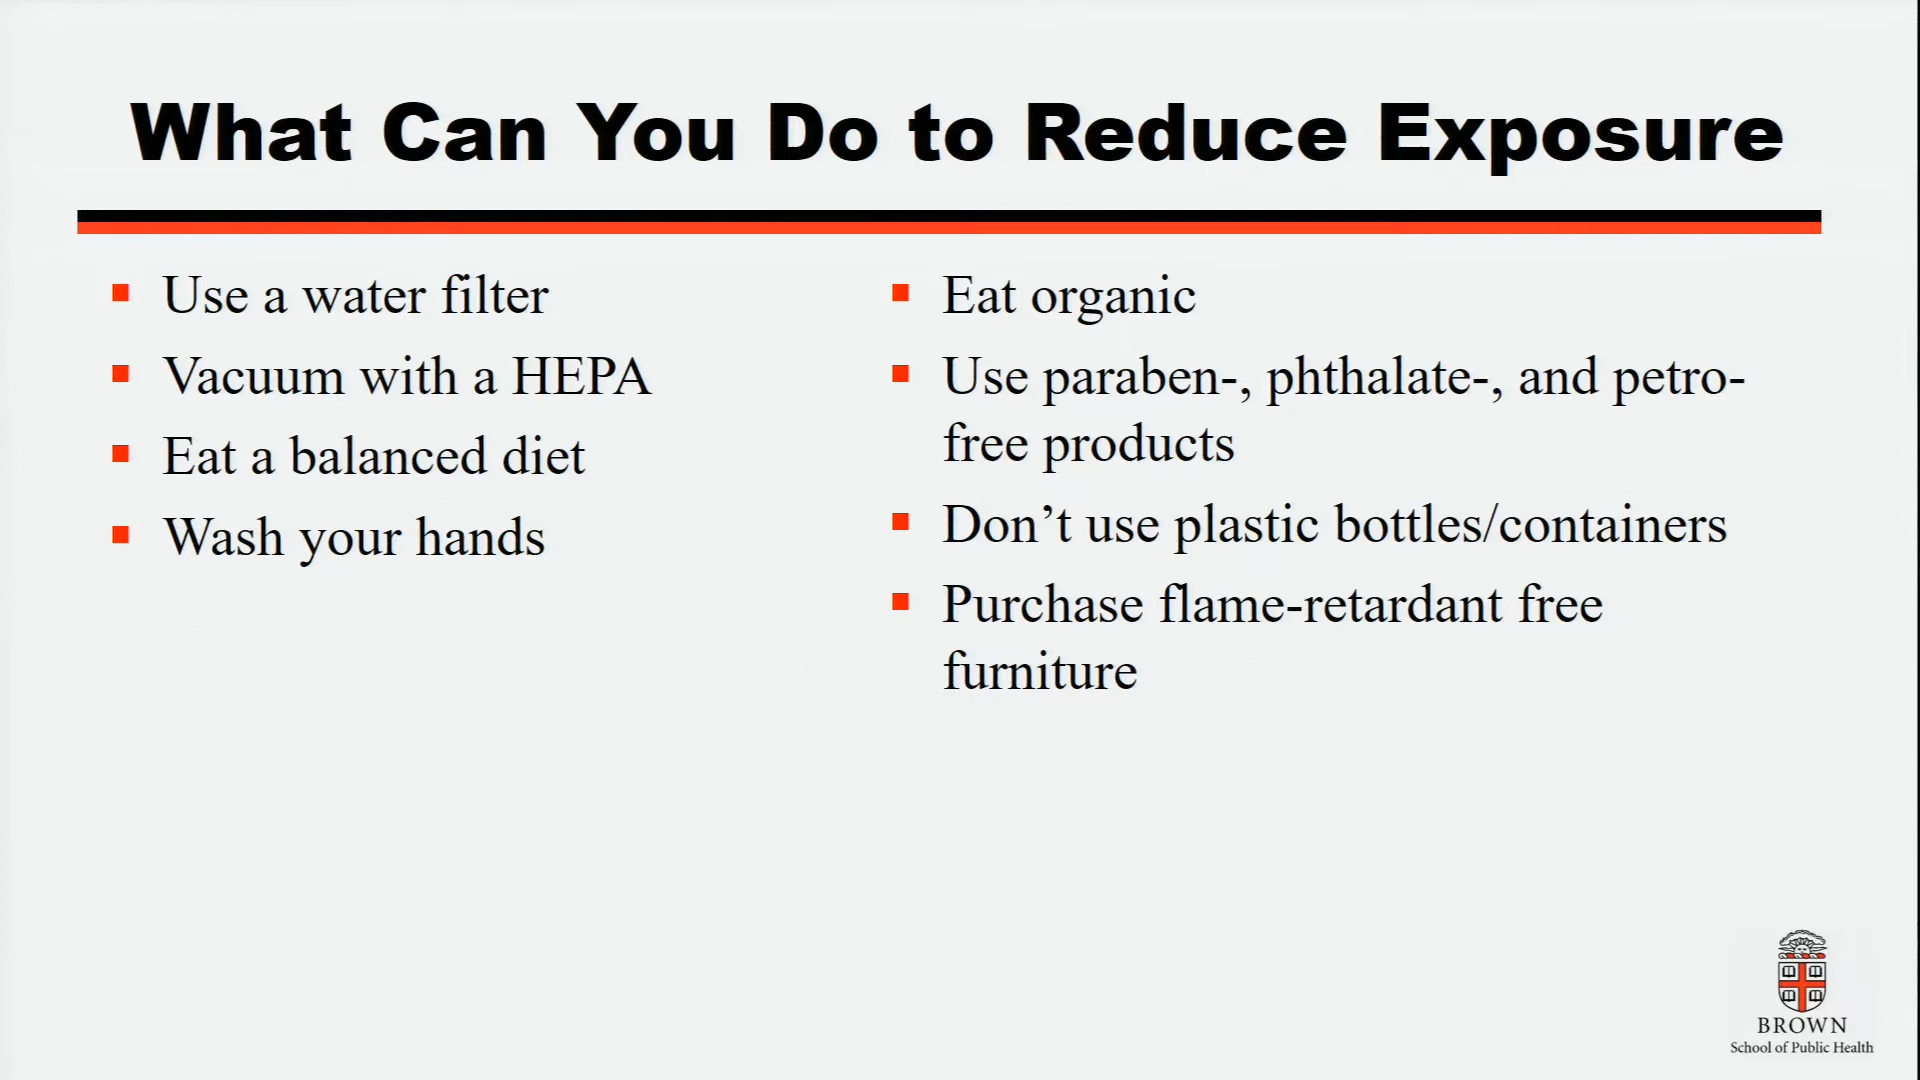 What Can You Do to Reduce Exposure
Use a water filter
Vacuum with a HEPA
Eat a balanced diet
Wash your hands
Eat organic
Use paraben-, phthalate-, and petro-
free products
Don’t use plastic bottles/containers
Purchase flame-retardant free
furniture
BROWN
School of Public Health